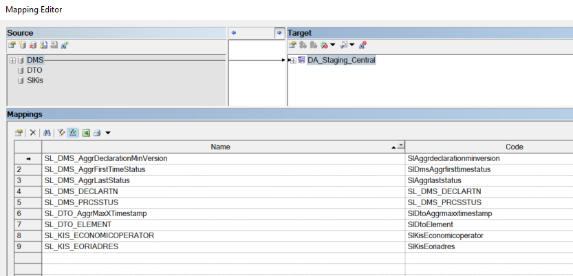 Mapping Editor
Source
Target
DMS
DTO
SIKis
DA_Staging_Central
Mappings
Name Code
SL_DMS_AggrDeclarationMinVersion SlAggrdeclarationminversion
2 SL_DMS_AggrFirstTimeStatus SlDmsAggrfirsttimestatus
3 SL_DMS_AggrLastStatus SlAggrlaststatus
4 SL_DMS_DECLARTN SL_DMS_DECLARTN
5 SL_DMS_PRCSSTUS SL_DMS_PRCSSTUS
6 SL_DTO_AggrMaxXTimestamp SlDtoAggrmaxxtimestamp
7 SL_DTO_ELEMENT SlDtoElement
8 SL_KIS_ECONOMICOPERATOR SlKisEconomicoperator
9 SL_KIS_EORIADRES SlKisEoriadres